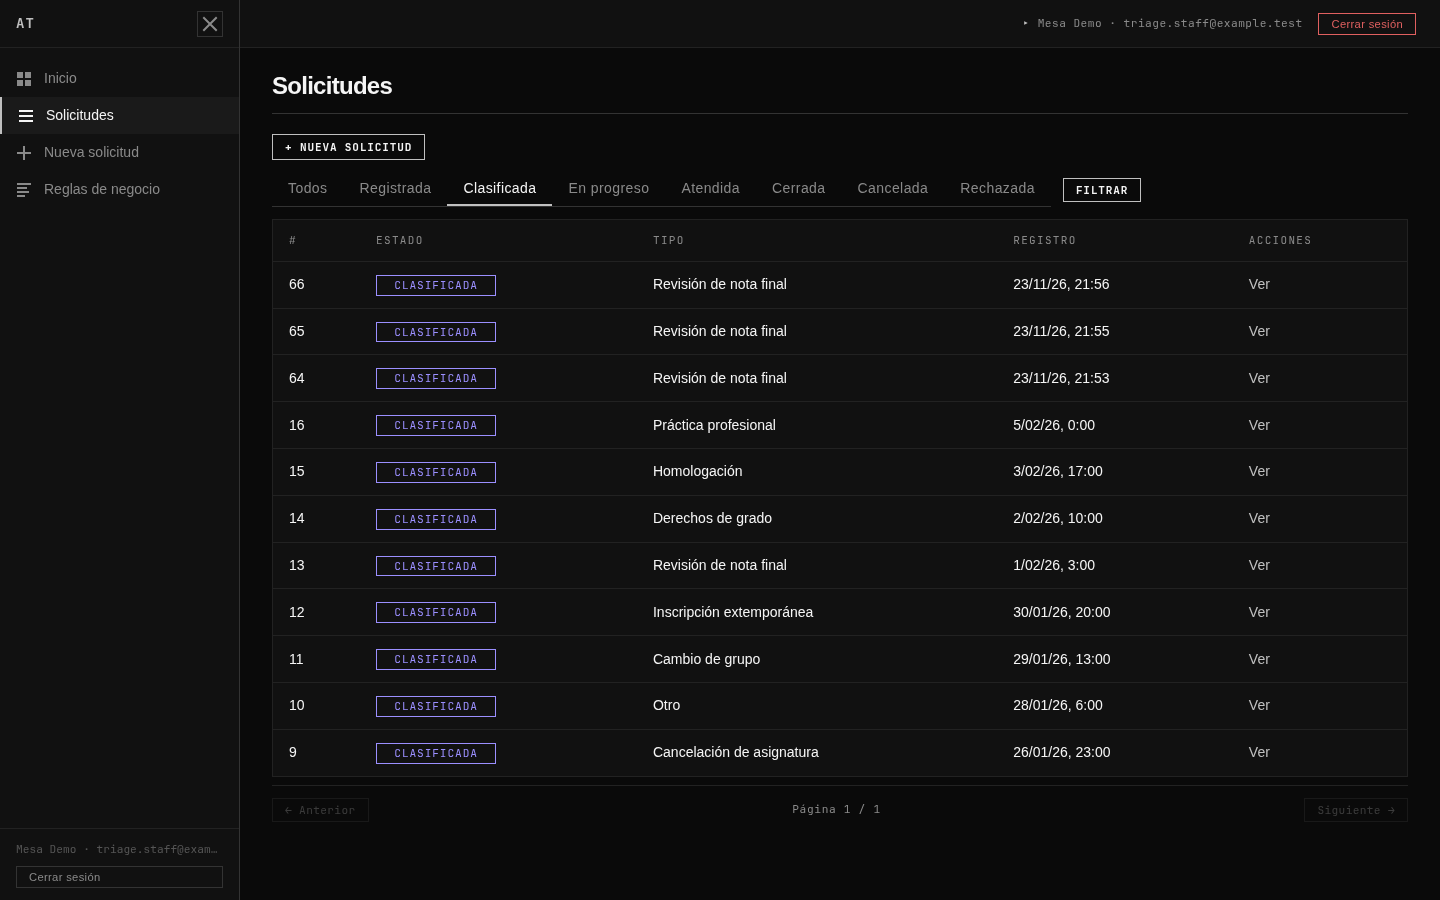 AT
▸ Mesa Demo · triage.staff@example.test
Cerrar sesión
Inicio
Solicitudes
Nueva solicitud
Reglas de negocio
Solicitudes
+ NUEVA SOLICITUD
Todos Registrada Clasificada En progreso Atendida Cerrada Cancelada Rechazada FILTRAR
# ESTADO TIPO REGISTRO ACCIONES
66 CLASIFICADA Revisión de nota final 23/11/26, 21:56 Ver
65 CLASIFICADA Revisión de nota final 23/11/26, 21:55 Ver
64 CLASIFICADA Revisión de nota final 23/11/26, 21:53 Ver
16 CLASIFICADA Práctica profesional 5/02/26, 0:00 Ver
15 CLASIFICADA Homologación 3/02/26, 17:00 Ver
14 CLASIFICADA Derechos de grado 2/02/26, 10:00 Ver
13 CLASIFICADA Revisión de nota final 1/02/26, 3:00 Ver
12 CLASIFICADA Inscripción extemporánea 30/01/26, 20:00 Ver
11 CLASIFICADA Cambio de grupo 29/01/26, 13:00 Ver
10 CLASIFICADA Otro 28/01/26, 6:00 Ver
9 CLASIFICADA Cancelación de asignatura 26/01/26, 23:00 Ver
← Anterior Página 1 / 1 Siguiente →
Mesa Demo · triage.staff@exam…
Cerrar sesión